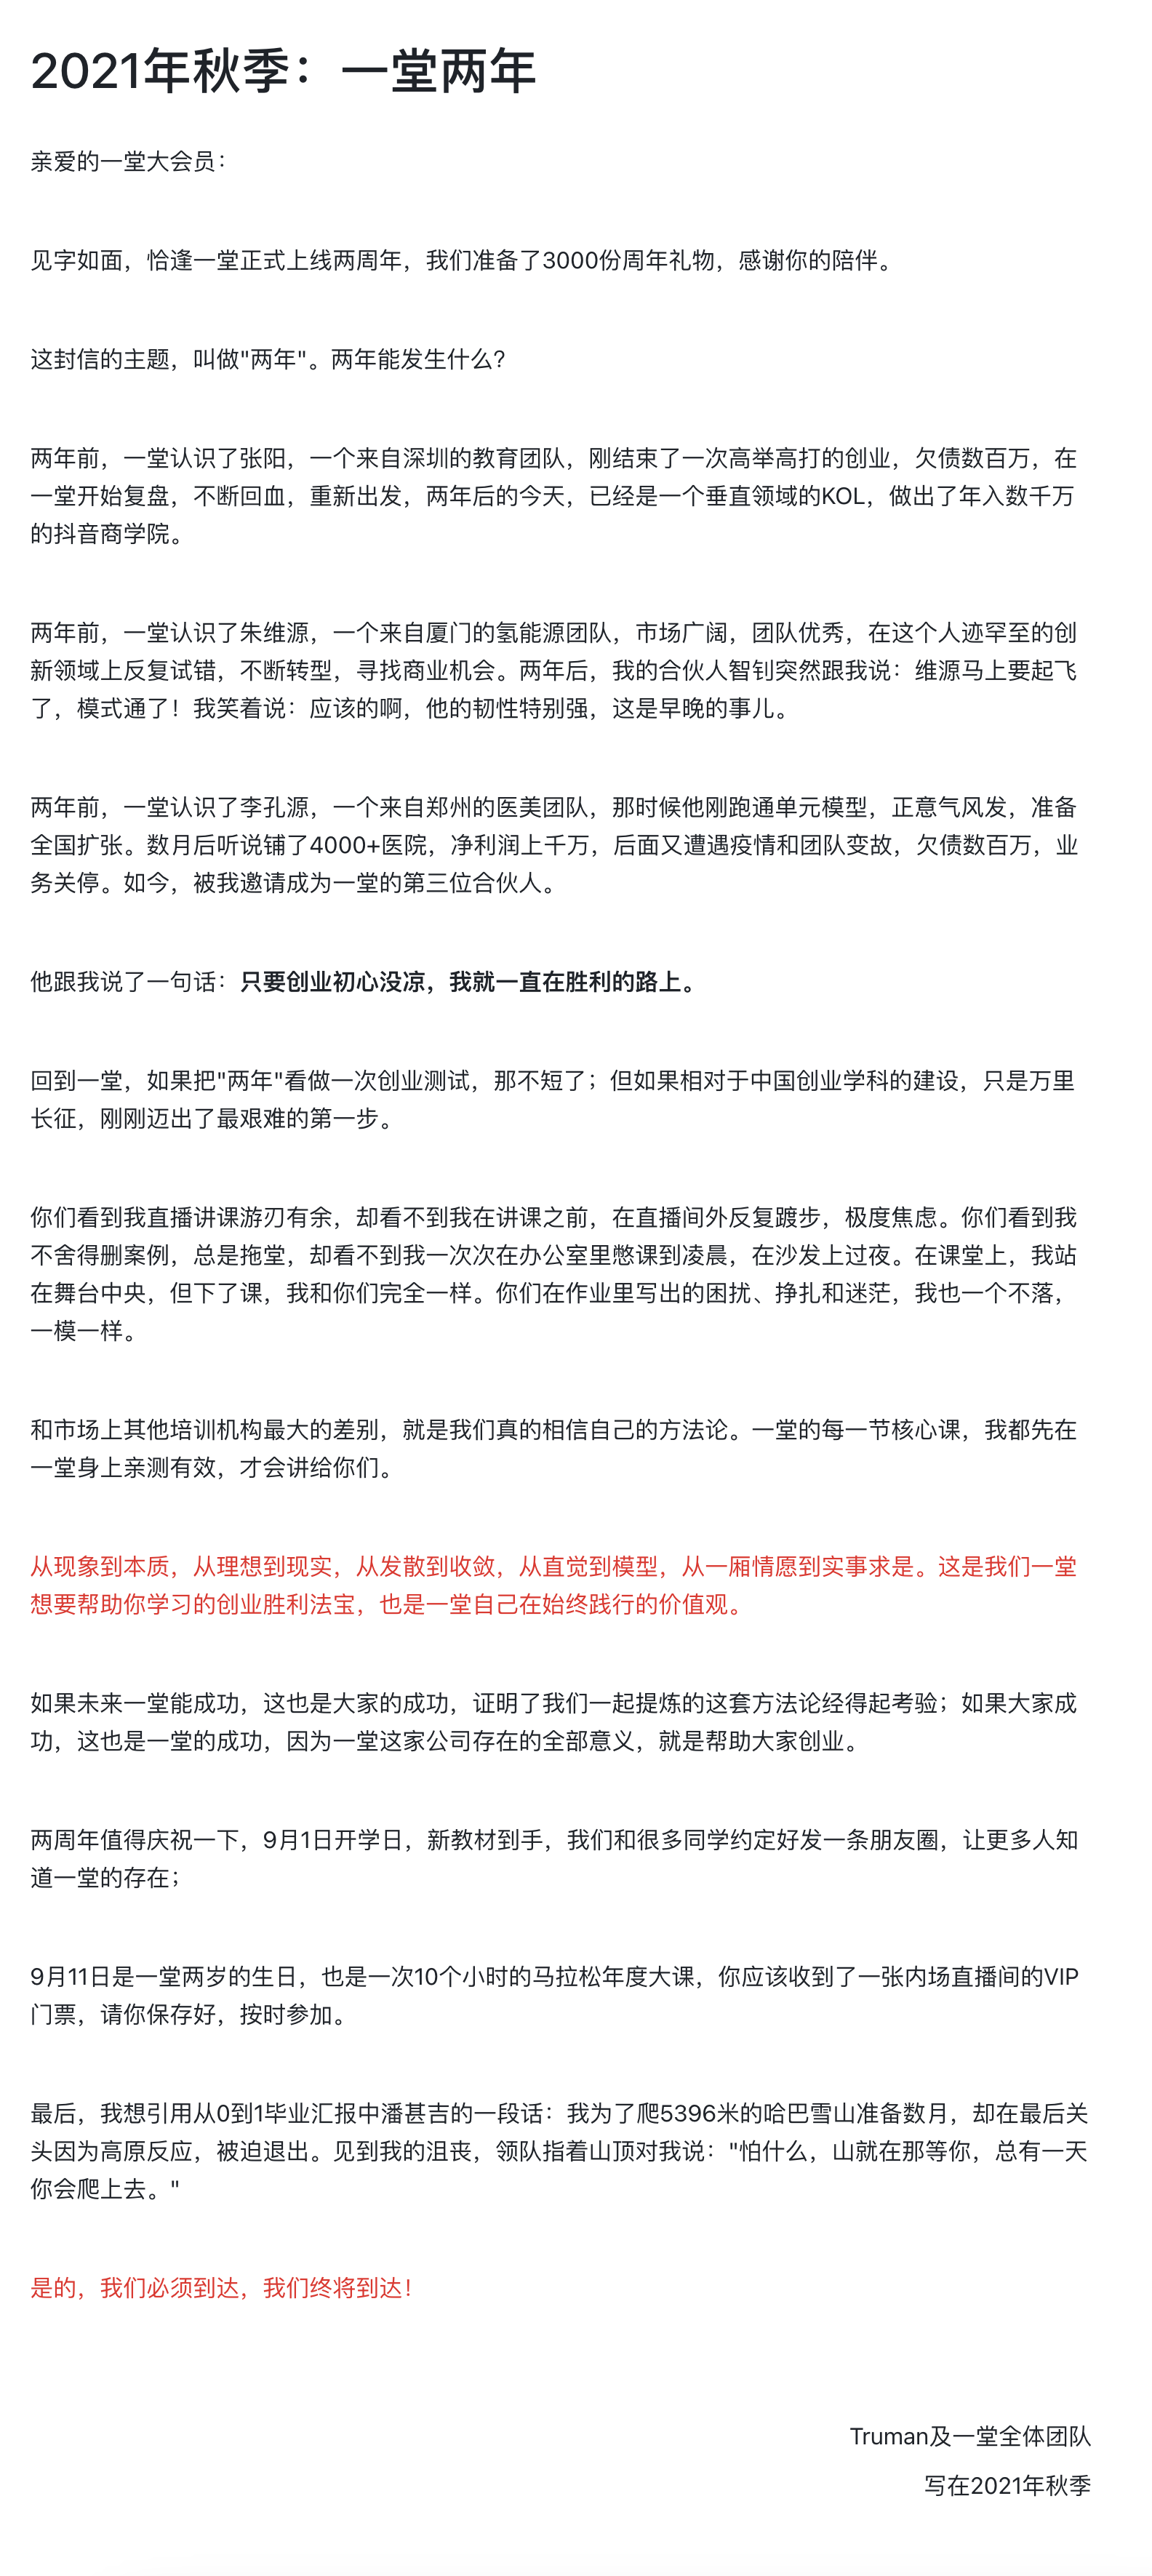 2021年秋季：一堂两年
亲爱的一堂大会员：
见字如面，恰逢一堂正式上线两周年，我们准备了3000份周年礼物，感谢你的陪伴。
这封信的主题，叫做"两年"。两年能发生什么？
两年前，一堂认识了张阳，一个来自深圳的教育团队，刚结束了一次高举高打的创业，欠债数百万，在
一堂开始复盘，不断回血，重新出发，两年后的今天，已经是一个垂直领域的KOL，做出了年入数千万
的抖音商学院。
两年前，一堂认识了朱维源，一个来自厦门的氢能源团队，市场广阔，团队优秀，在这个人迹罕至的创
新领域上反复试错，不断转型，寻找商业机会。两年后，我的合伙人智钊突然跟我说：维源马上要起飞
了，模式通了！我笑着说：应该的啊，他的韧性特别强，这是早晚的事儿。
两年前，一堂认识了李孔源，一个来自郑州的医美团队，那时候他刚跑通单元模型，正意气风发，准备
全国扩张。数月后听说铺了4000+医院，净利润上千万，后面又遭遇疫情和团队变故，欠债数百万，业
务关停。如今，被我邀请成为一堂的第三位合伙人。
他跟我说了一句话：只要创业初心没凉，我就一直在胜利的路上。
回到一堂，如果把"两年"看做一次创业测试，那不短了；但如果相对于中国创业学科的建设，只是万里
长征，刚刚迈出了最艰难的第一步。
你们看到我直播讲课游刃有余，却看不到我在讲课之前，在直播间外反复踱步，极度焦虑。你们看到我
不舍得删案例，总是拖堂，却看不到我一次次在办公室里憋课到凌晨，在沙发上过夜。在课堂上，我站
在舞台中央，但下了课，我和你们完全一样。你们在作业里写出的困扰、挣扎和迷茫，我也一个不落，
一模一样。
和市场上其他培训机构最大的差别，就是我们真的相信自己的方法论。一堂的每一节核心课，我都先在
一堂身上亲测有效，才会讲给你们。
从现象到本质，从理想到现实，从发散到收敛，从直觉到模型，从一厢情愿到实事求是。这是我们一堂
想要帮助你学习的创业胜利法宝，也是一堂自己在始终践行的价值观。
如果未来一堂能成功，这也是大家的成功，证明了我们一起提炼的这套方法论经得起考验；如果大家成
功，这也是一堂的成功，因为一堂这家公司存在的全部意义，就是帮助大家创业。
两周年值得庆祝一下，9月1日开学日，新教材到手，我们和很多同学约定好发一条朋友圈，让更多人知
道一堂的存在；
9月11日是一堂两岁的生日，也是一次10个小时的马拉松年度大课，你应该收到了一张内场直播间的VIP
门票，请你保存好，按时参加。
最后，我想引用从0到1毕业汇报中潘甚吉的一段话：我为了爬5396米的哈巴雪山准备数月，却在最后关
头因为高原反应，被迫退出。见到我的沮丧，领队指着山顶对我说："怕什么，山就在那等你，总有一天
你会爬上去。"
是的，我们必须到达，我们终将到达！
Truman及一堂全体团队
写在2021年秋季